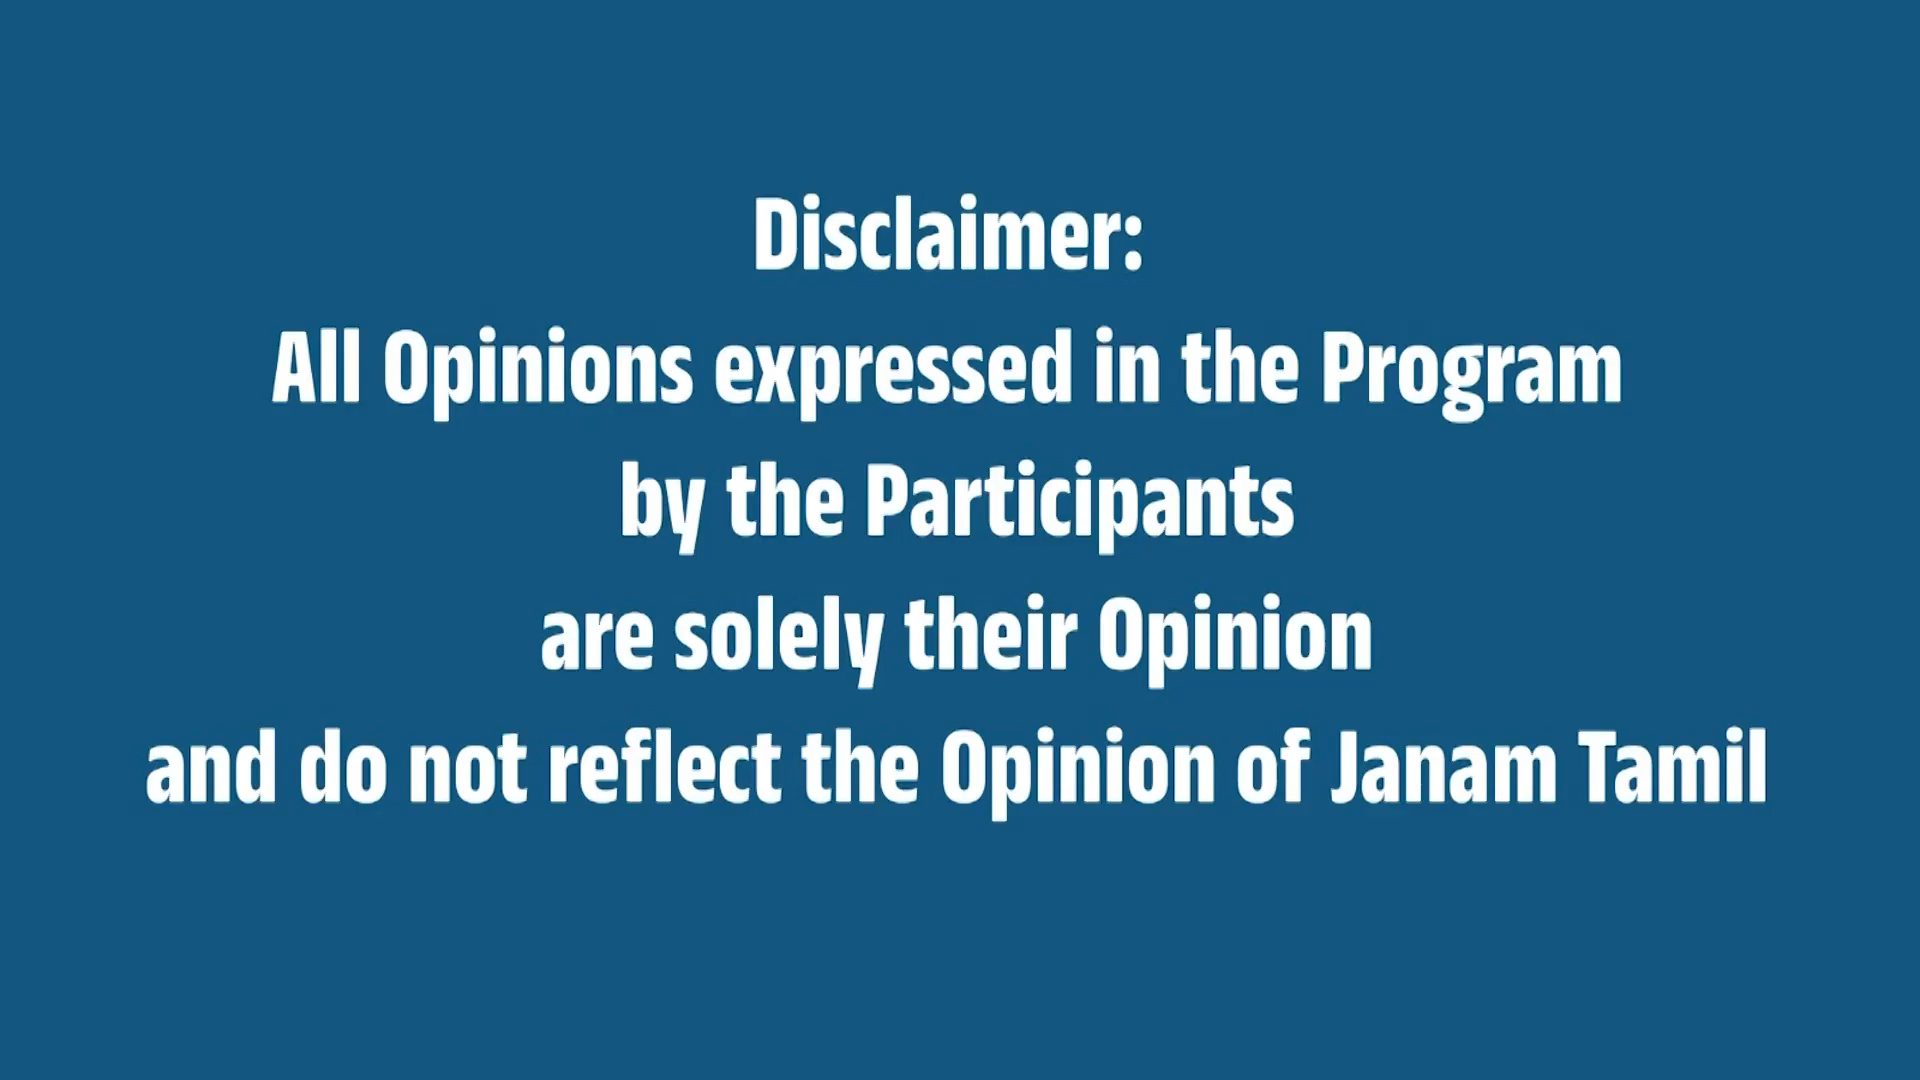 Disclaimer:
All Opinions expressed in the Program
by the Participants
are solely their Opinion
and do not reflect the Opinion of Janam Tamil